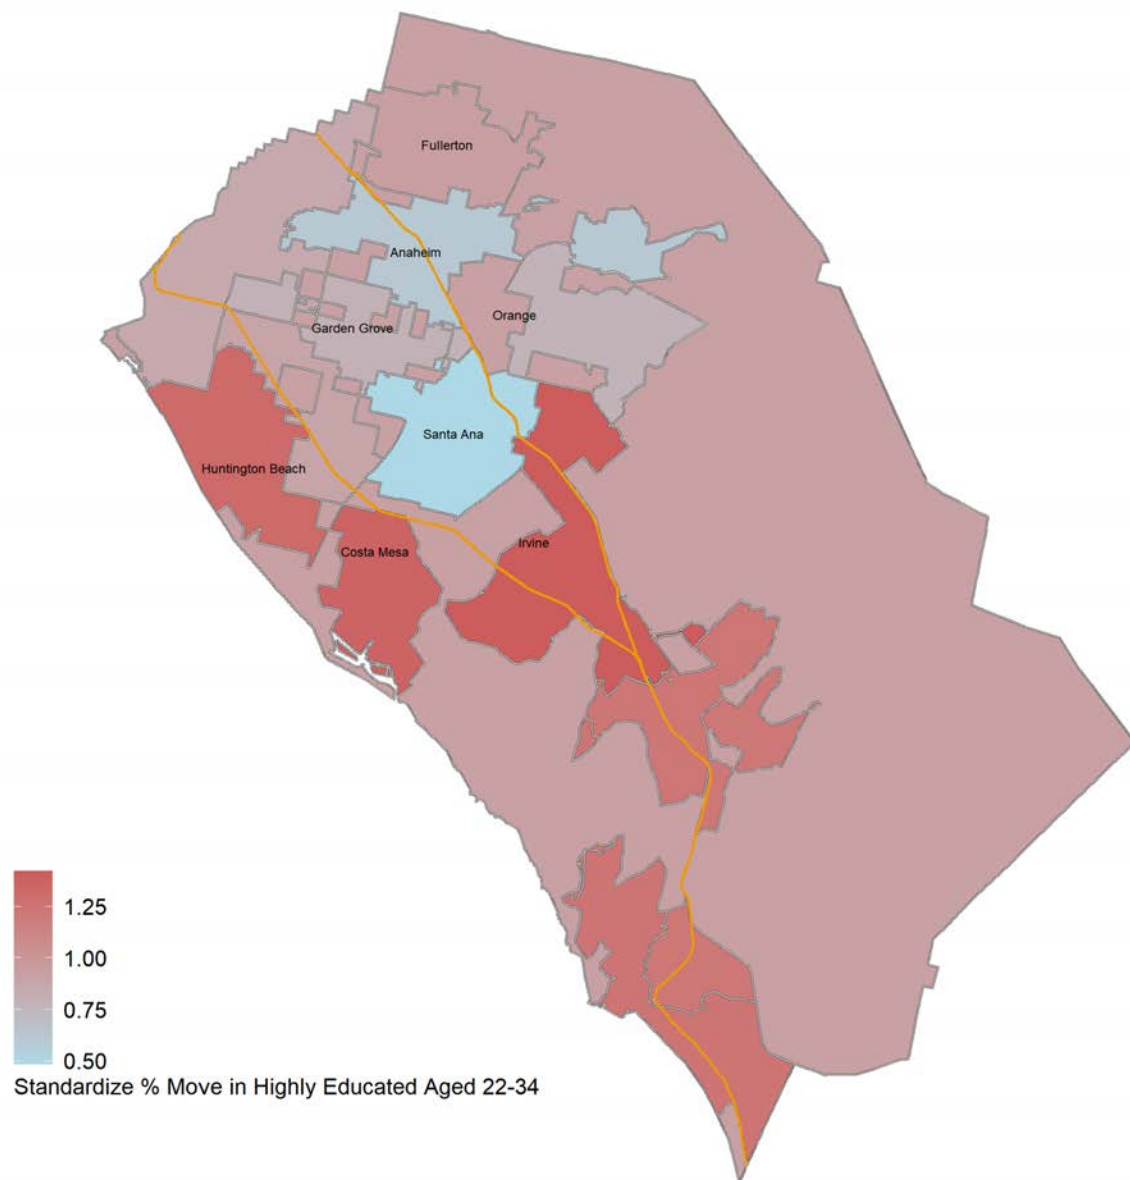 Fullerton
Anaheim
Orange
Garden Grove
Santa Ana
Huntington Beach
Irvine
Costa Mesa
1.25
1.00
0.75
0.50
Standardize % Move in Highly Educated Aged 22-34